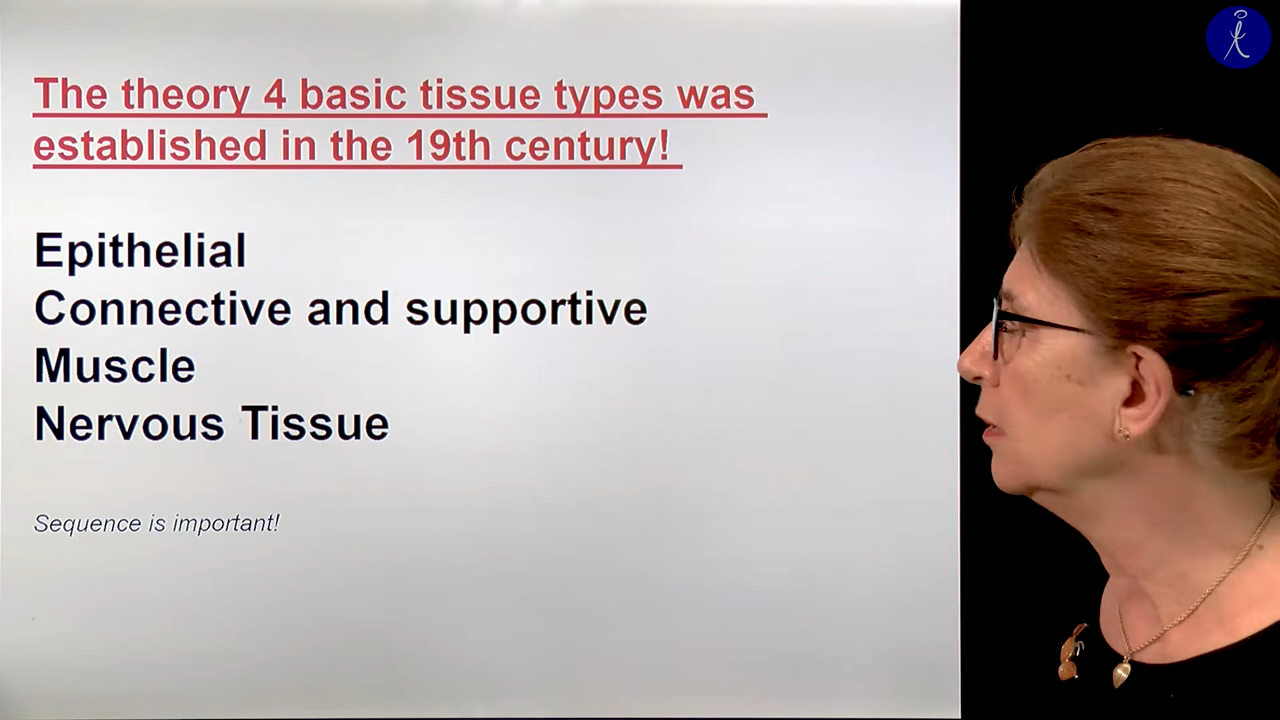 The theory 4 basic tissue types was
established in the 19th century!
Epithelial
Connective and supportive
Muscle
Nervous Tissue
Sequence is important!